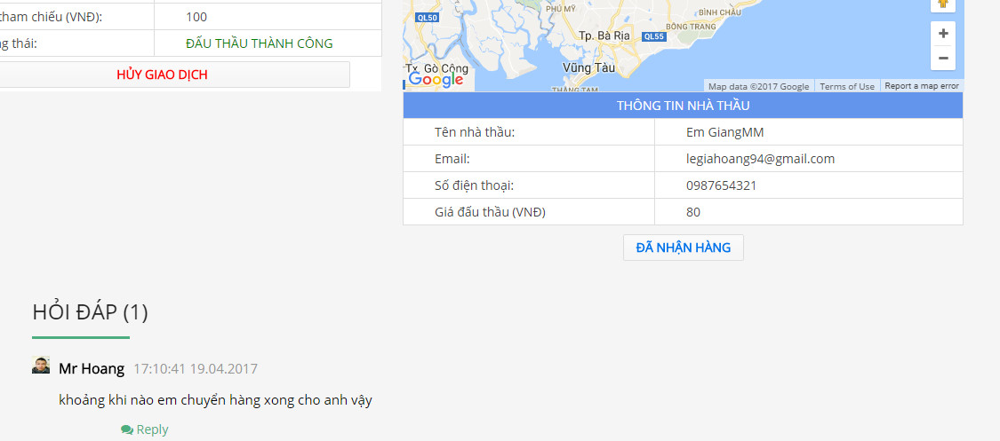 tham chiếu (VNĐ): 100
g thái: ĐẤU THẦU THÀNH CÔNG
HỦY GIAO DỊCH
PHÚ MỸ
BÌNH CHÂU
QL50
BÔNG TRANG
Tp. Bà Rịa
QL55
Tx. Gò Công
Vũng Tàu
THẮNG TAM
Google
Map data ©2017 Google
Terms of Use
Report a map error
THÔNG TIN NHÀ THẦU
Tên nhà thầu: Em GiangMM
Email: legiahoang94@gmail.com
Số điện thoại: 0987654321
Giá đấu thầu (VNĐ) 80
ĐÃ NHẬN HÀNG
HỎI ĐÁP (1)
Mr Hoang 17:10:41 19.04.2017
khoảng khi nào em chuyển hàng xong cho anh vậy
Reply